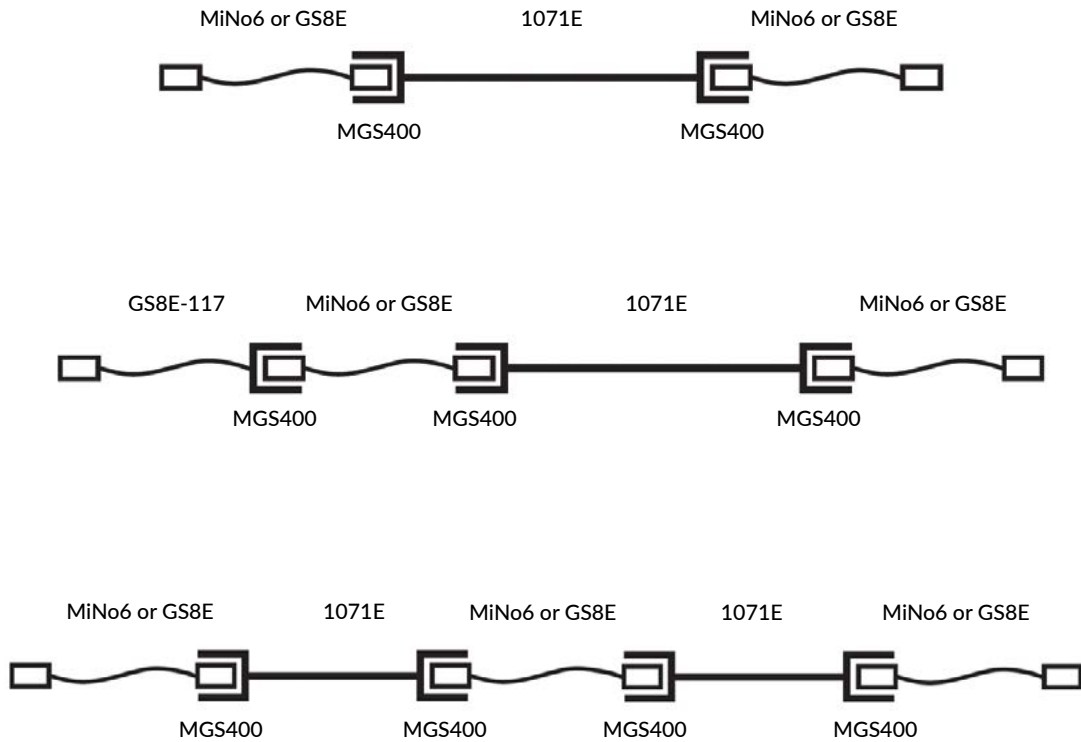 MiNo6 or GS8E 1071E MiNo6 or GS8E
MGS400 MGS400
GS8E-117 MiNo6 or GS8E 1071E MiNo6 or GS8E
MGS400 MGS400 MGS400
MiNo6 or GS8E 1071E MiNo6 or GS8E 1071E MiNo6 or GS8E
MGS400 MGS400 MGS400 MGS400